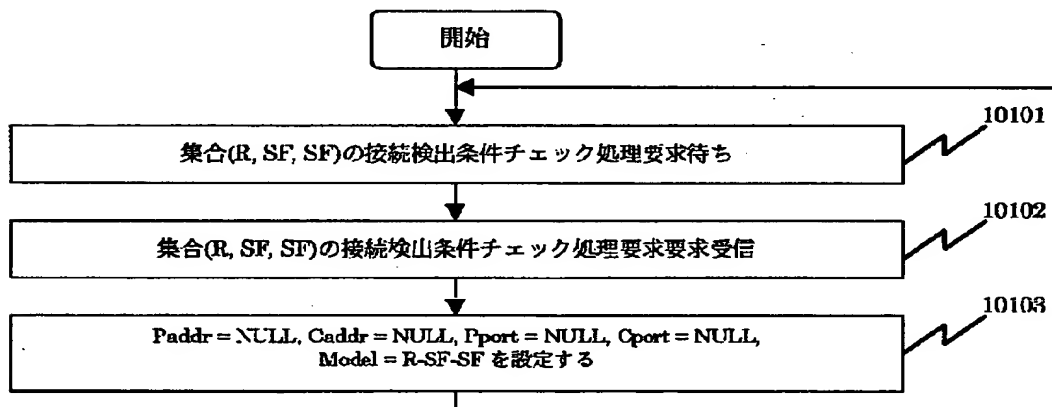 開始
10101
集合(R, SF, SF)の接続検出条件チェック処理要求待ち
10102
集合(R, SF, SF)の接続検出条件チェック処理要求要求受信
10103
Paddr = NULL, Caddr = NULL, Pport = NULL, Cport = NULL,
Model = R-SF-SF を設定する